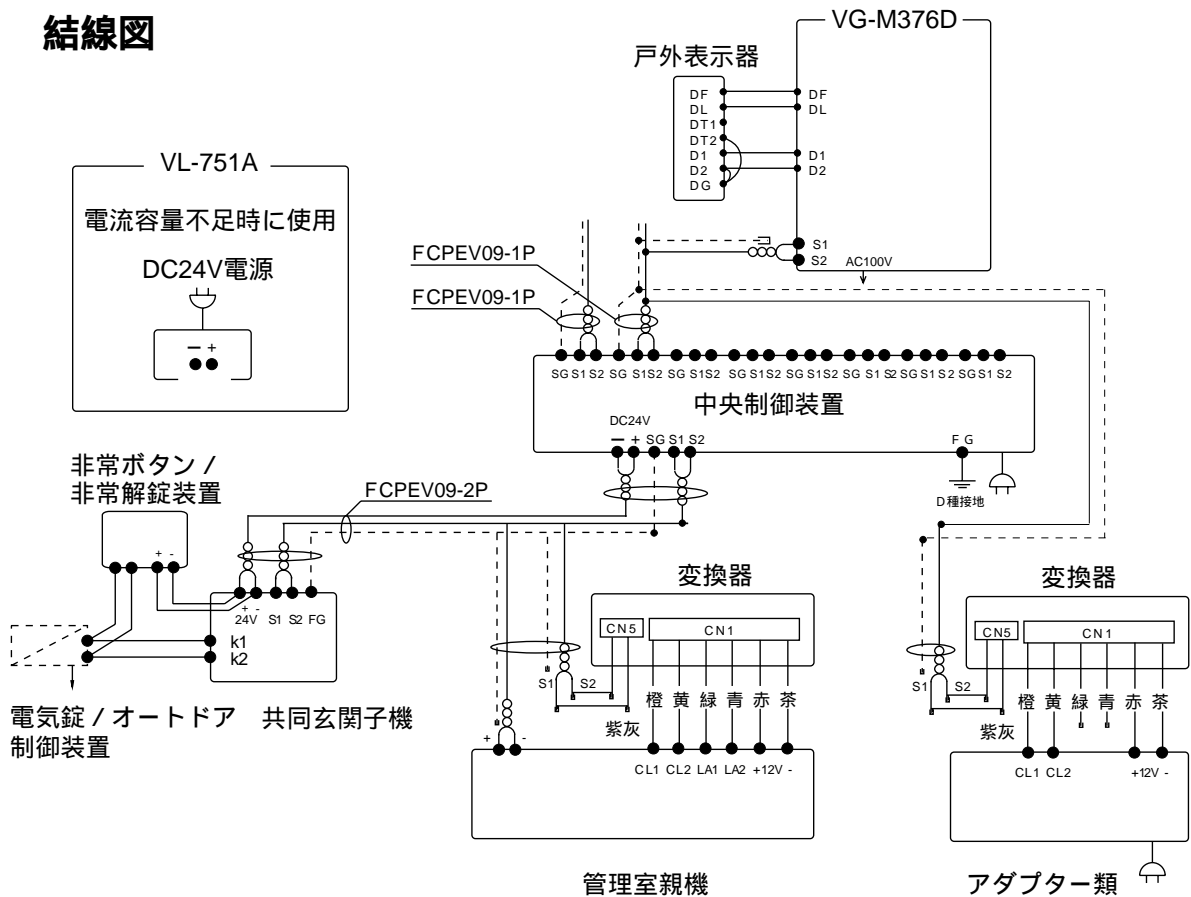 結線図
VG-M376D
戸外表示器
DF
DL
DT1
DT2
D1
D2
DG
DF
DL
D1
D2
S1
S2
AC100V
VL-751A
電流容量不足時に使用
DC24V電源
− +
FCPEV09-1P
FCPEV09-1P
SG S1 S2 SG S1S2 SG S1S2 SG S1S2 SG S1S2 SG S1 S2 SG S1 S2 SG S1 S2
中央制御装置
DC24V
− + SG S1 S2
FG
D種接地
非常ボタン /
非常解錠装置
+ -
FCPEV09-2P
+ -
24V S1 S2 FG
k1
k2
電気錠 / オートドア
制御装置
共同玄関子機
変換器
CN5 CN1
S1 S2
橙 黄 緑 青 赤 茶
紫灰
+ -
CL1 CL2 LA1 LA2 +12V -
管理室親機
変換器
CN5 CN1
S1 S2
橙 黄 緑 青 赤 茶
紫灰
CL1 CL2 +12V -
アダプター類